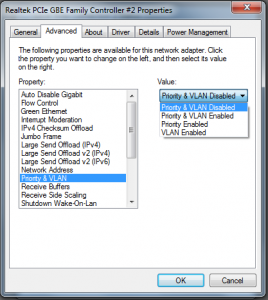 Realtek PCIe GBE Family Controller #2 Properties
General
Advanced
About
Driver
Details
Power Management
The following properties are available for this network adapter. Click
the property you want to change on the left, and then select its value
on the right.
Property:
Value:
Auto Disable Gigabit
Flow Control
Green Ethernet
Interrupt Moderation
IPv4 Checksum Offload
Jumbo Frame
Large Send Offload (IPv4)
Large Send Offload v2 (IPv4)
Large Send Offload v2 (IPv6)
Network Address
Priority & VLAN
Receive Buffers
Receive Side Scaling
Shutdown Wake-On-Lan
Priority & VLAN Disabled
Priority & VLAN Disabled
Priority & VLAN Enabled
Priority Enabled
VLAN Enabled
OK
Cancel